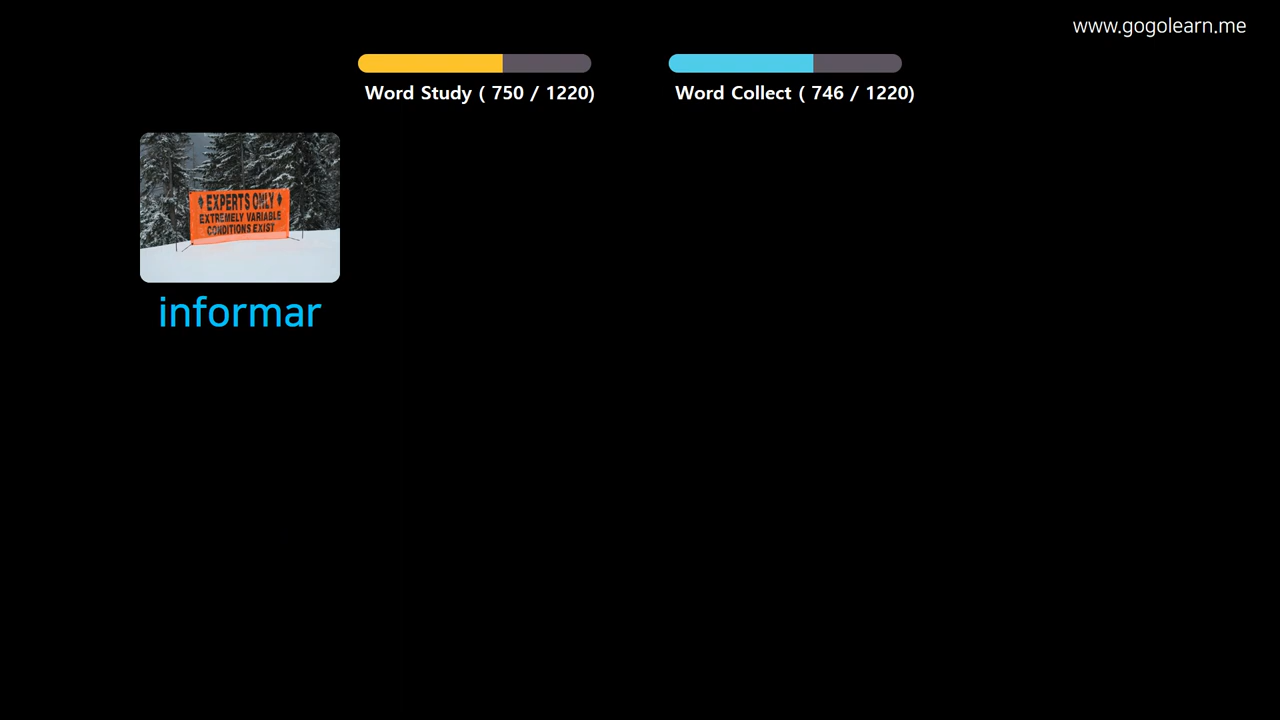 www.gogolearn.me
Word Study ( 750 / 1220)
Word Collect ( 746 / 1220)
EXPERTS ONLY
EXTREMELY VARIABLE
CONDITIONS EXIST
informar